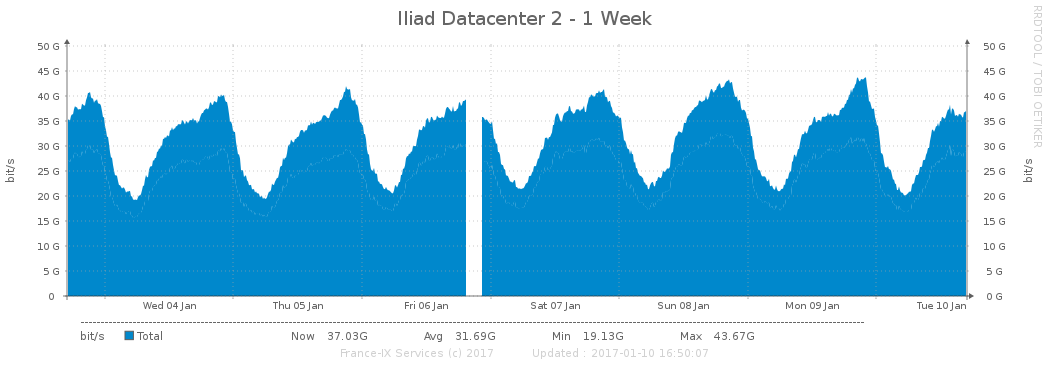 Iliad Datacenter 2 - 1 Week
RRDTOOL / TOBI OETIKER
50 G 50 G
45 G 45 G
40 G 40 G
35 G 35 G
30 G 30 G
25 G 25 G
20 G 20 G
15 G 15 G
10 G 10 G
5 G 5 G
0 0 G
bit/s
bit/s
Wed 04 Jan Thu 05 Jan Fri 06 Jan Sat 07 Jan Sun 08 Jan Mon 09 Jan Tue 10 Jan
bit/s Total Now 37.03G Avg 31.69G Min 19.13G Max 43.67G
France-IX Services (c) 2017 Updated : 2017-01-10 16:50:07